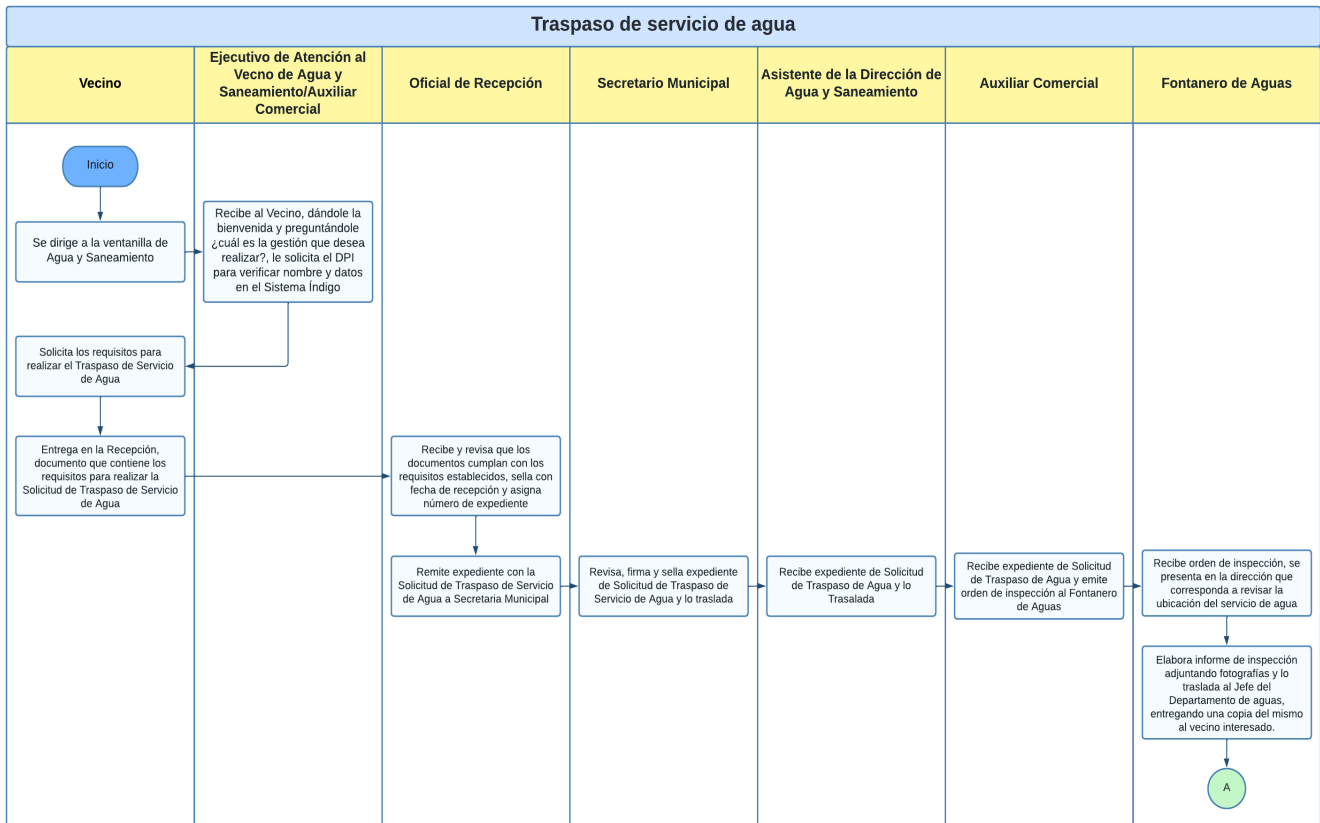 Traspaso de servicio de agua
Vecino
Ejecutivo de Atención al
Vecno de Agua y
Saneamiento/Auxiliar
Comercial
Oficial de Recepción
Secretario Municipal
Asistente de la Dirección de
Agua y Saneamiento
Auxiliar Comercial
Fontanero de Aguas
Inicio
Se dirige a la ventanilla de
Agua y Saneamiento
Recibe al Vecino, dándole la
bienvenida y preguntándole
¿cuál es la gestión que desea
realizar?, le solicita el DPI
para verificar nombre y datos
en el Sistema Índigo
Solicita los requisitos para
realizar el Traspaso de Servicio
de Agua
Entrega en la Recepción,
documento que contiene los
requisitos para realizar la
Solicitud de Traspaso de Servicio
de Agua
Recibe y revisa que los
documentos cumplan con los
requisitos establecidos, sella con
fecha de recepción y asigna
número de expediente
Remite expediente con la
Solicitud de Traspaso de Servicio
de Agua a Secretaria Municipal
Revisa, firma y sella expediente
de Solicitud de Traspaso de
Servicio de Agua y lo traslada
Recibe expediente de Solicitud
de Traspaso de Agua y lo
Trasalada
Recibe expediente de Solicitud
de Traspaso de Agua y emite
orden de inspección al Fontanero
de Aguas
Recibe orden de inspección, se
presenta en la dirección que
corresponda a revisar la
ubicación del servicio de agua
Elabora informe de inspección
adjuntando fotografías y lo
traslada al Jefe del
Departamento de aguas,
entregando una copia del mismo
al vecino interesado.
A